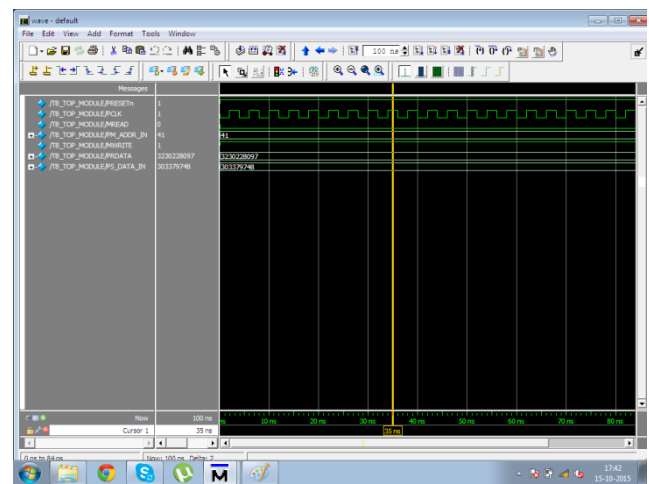 wave - default
File Edit View Add Format Tools Window
100 ns
Messages
/TB_TOP_MODULE/PRESETn 1
/TB_TOP_MODULE/PCLK 1
/TB_TOP_MODULE/MREAD 0
/TB_TOP_MODULE/PM_ADDR_IN 41 41
/TB_TOP_MODULE/MWRITE 1
/TB_TOP_MODULE/PRDATA 3230228097 3230228097
/TB_TOP_MODULE/PS_DATA_IN 303379748 303379748
Now 100 ns ns 10 ns 20 ns 30 ns 40 ns 50 ns 60 ns 70 ns 80 ns
Cursor 1 35 ns 35 ns
0 ns to 84 ns Now: 100 ns Delta: 2
17:42
15-10-2015